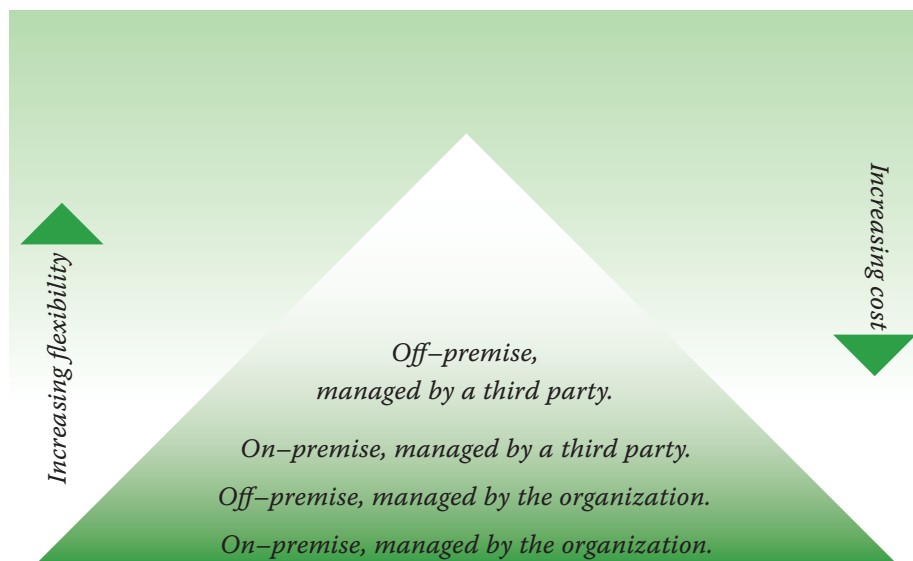 Increasing flexibility
Increasing cost
Off–premise,
managed by a third party.
On–premise, managed by a third party.
Off–premise, managed by the organization.
On–premise, managed by the organization.